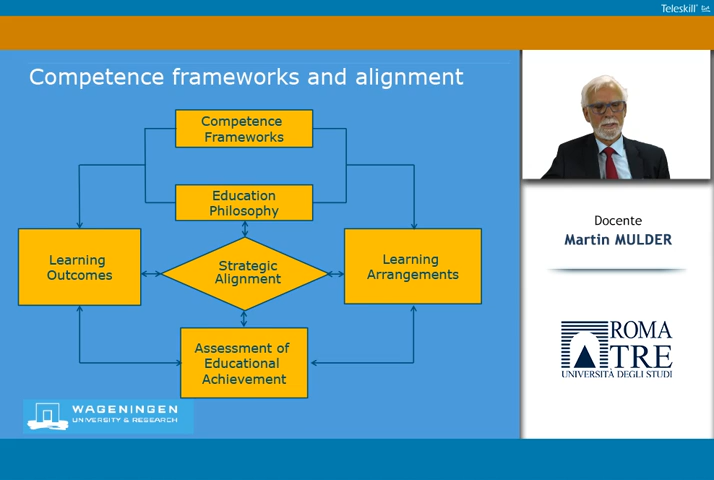 Teleskill
Competence frameworks and alignment
Competence
Frameworks
Education
Philosophy
Learning
Outcomes
Strategic
Alignment
Learning
Arrangements
Assessment of
Educational
Achievement
WAGENINGEN
UNIVERSITY & RESEARCH
Docente
Martin MULDER
ROMA
TRE
UNIVERSITÀ DEGLI STUDI